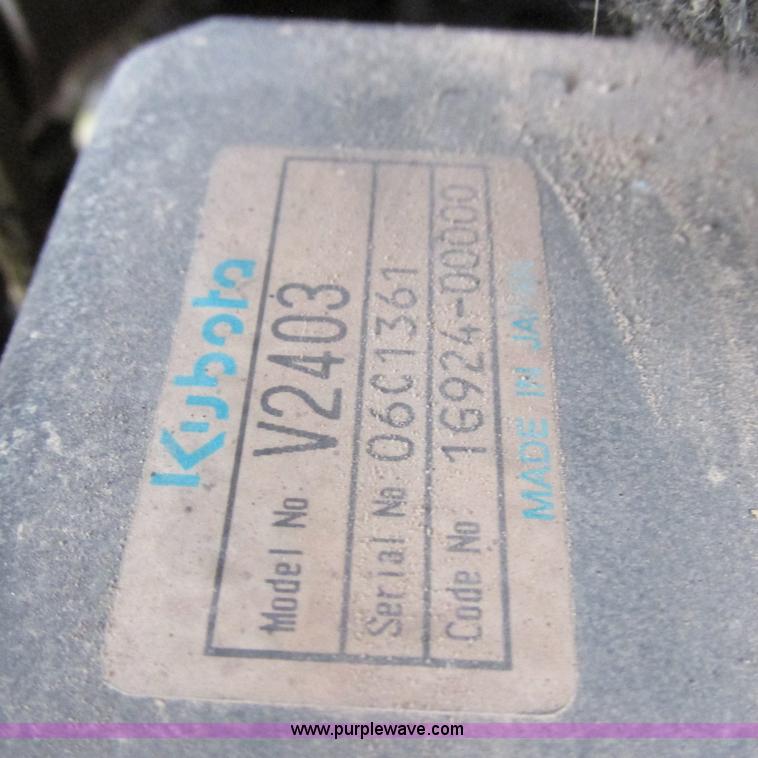 Kubota
Model No. V2403
Serial No. 06C1361
Code No. 1G924-00000
MADE IN JAPAN
www.purplewave.com